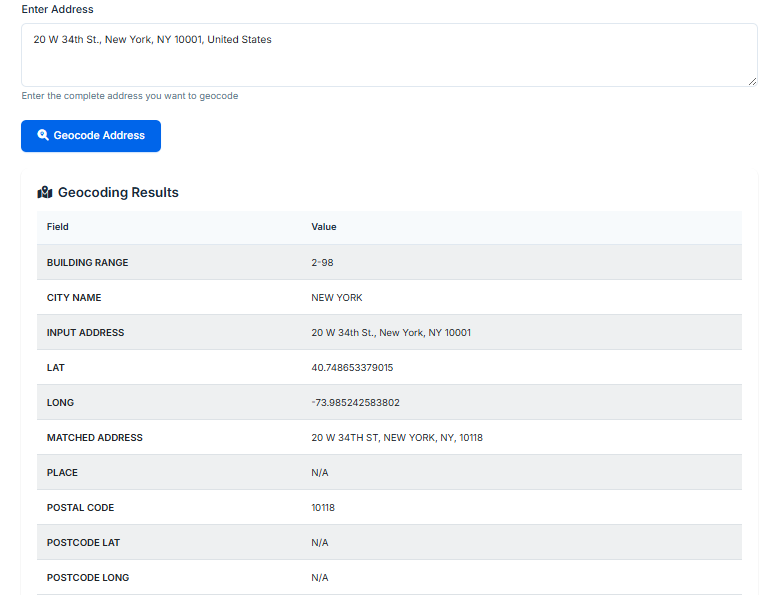 Enter Address
20 W 34th St., New York, NY 10001, United States
Enter the complete address you want to geocode
Geocode Address
Geocoding Results
Field Value
BUILDING RANGE 2-98
CITY NAME NEW YORK
INPUT ADDRESS 20 W 34th St., New York, NY 10001
LAT 40.748653379015
LONG -73.985242583802
MATCHED ADDRESS 20 W 34TH ST, NEW YORK, NY, 10118
PLACE N/A
POSTAL CODE 10118
POSTCODE LAT N/A
POSTCODE LONG N/A